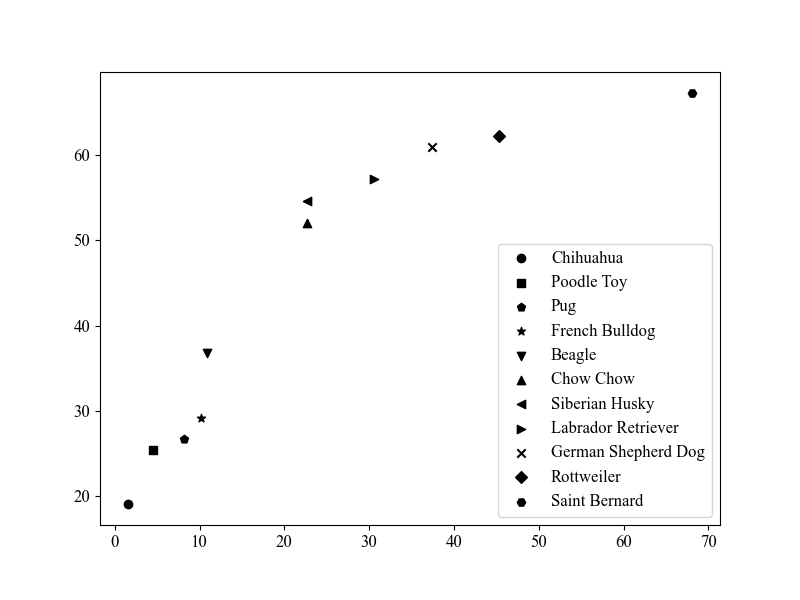 60
50
40
30
20
0 10 20 30 40 50 60 70
Chihuahua
Poodle Toy
Pug
French Bulldog
Beagle
Chow Chow
Siberian Husky
Labrador Retriever
German Shepherd Dog
Rottweiler
Saint Bernard